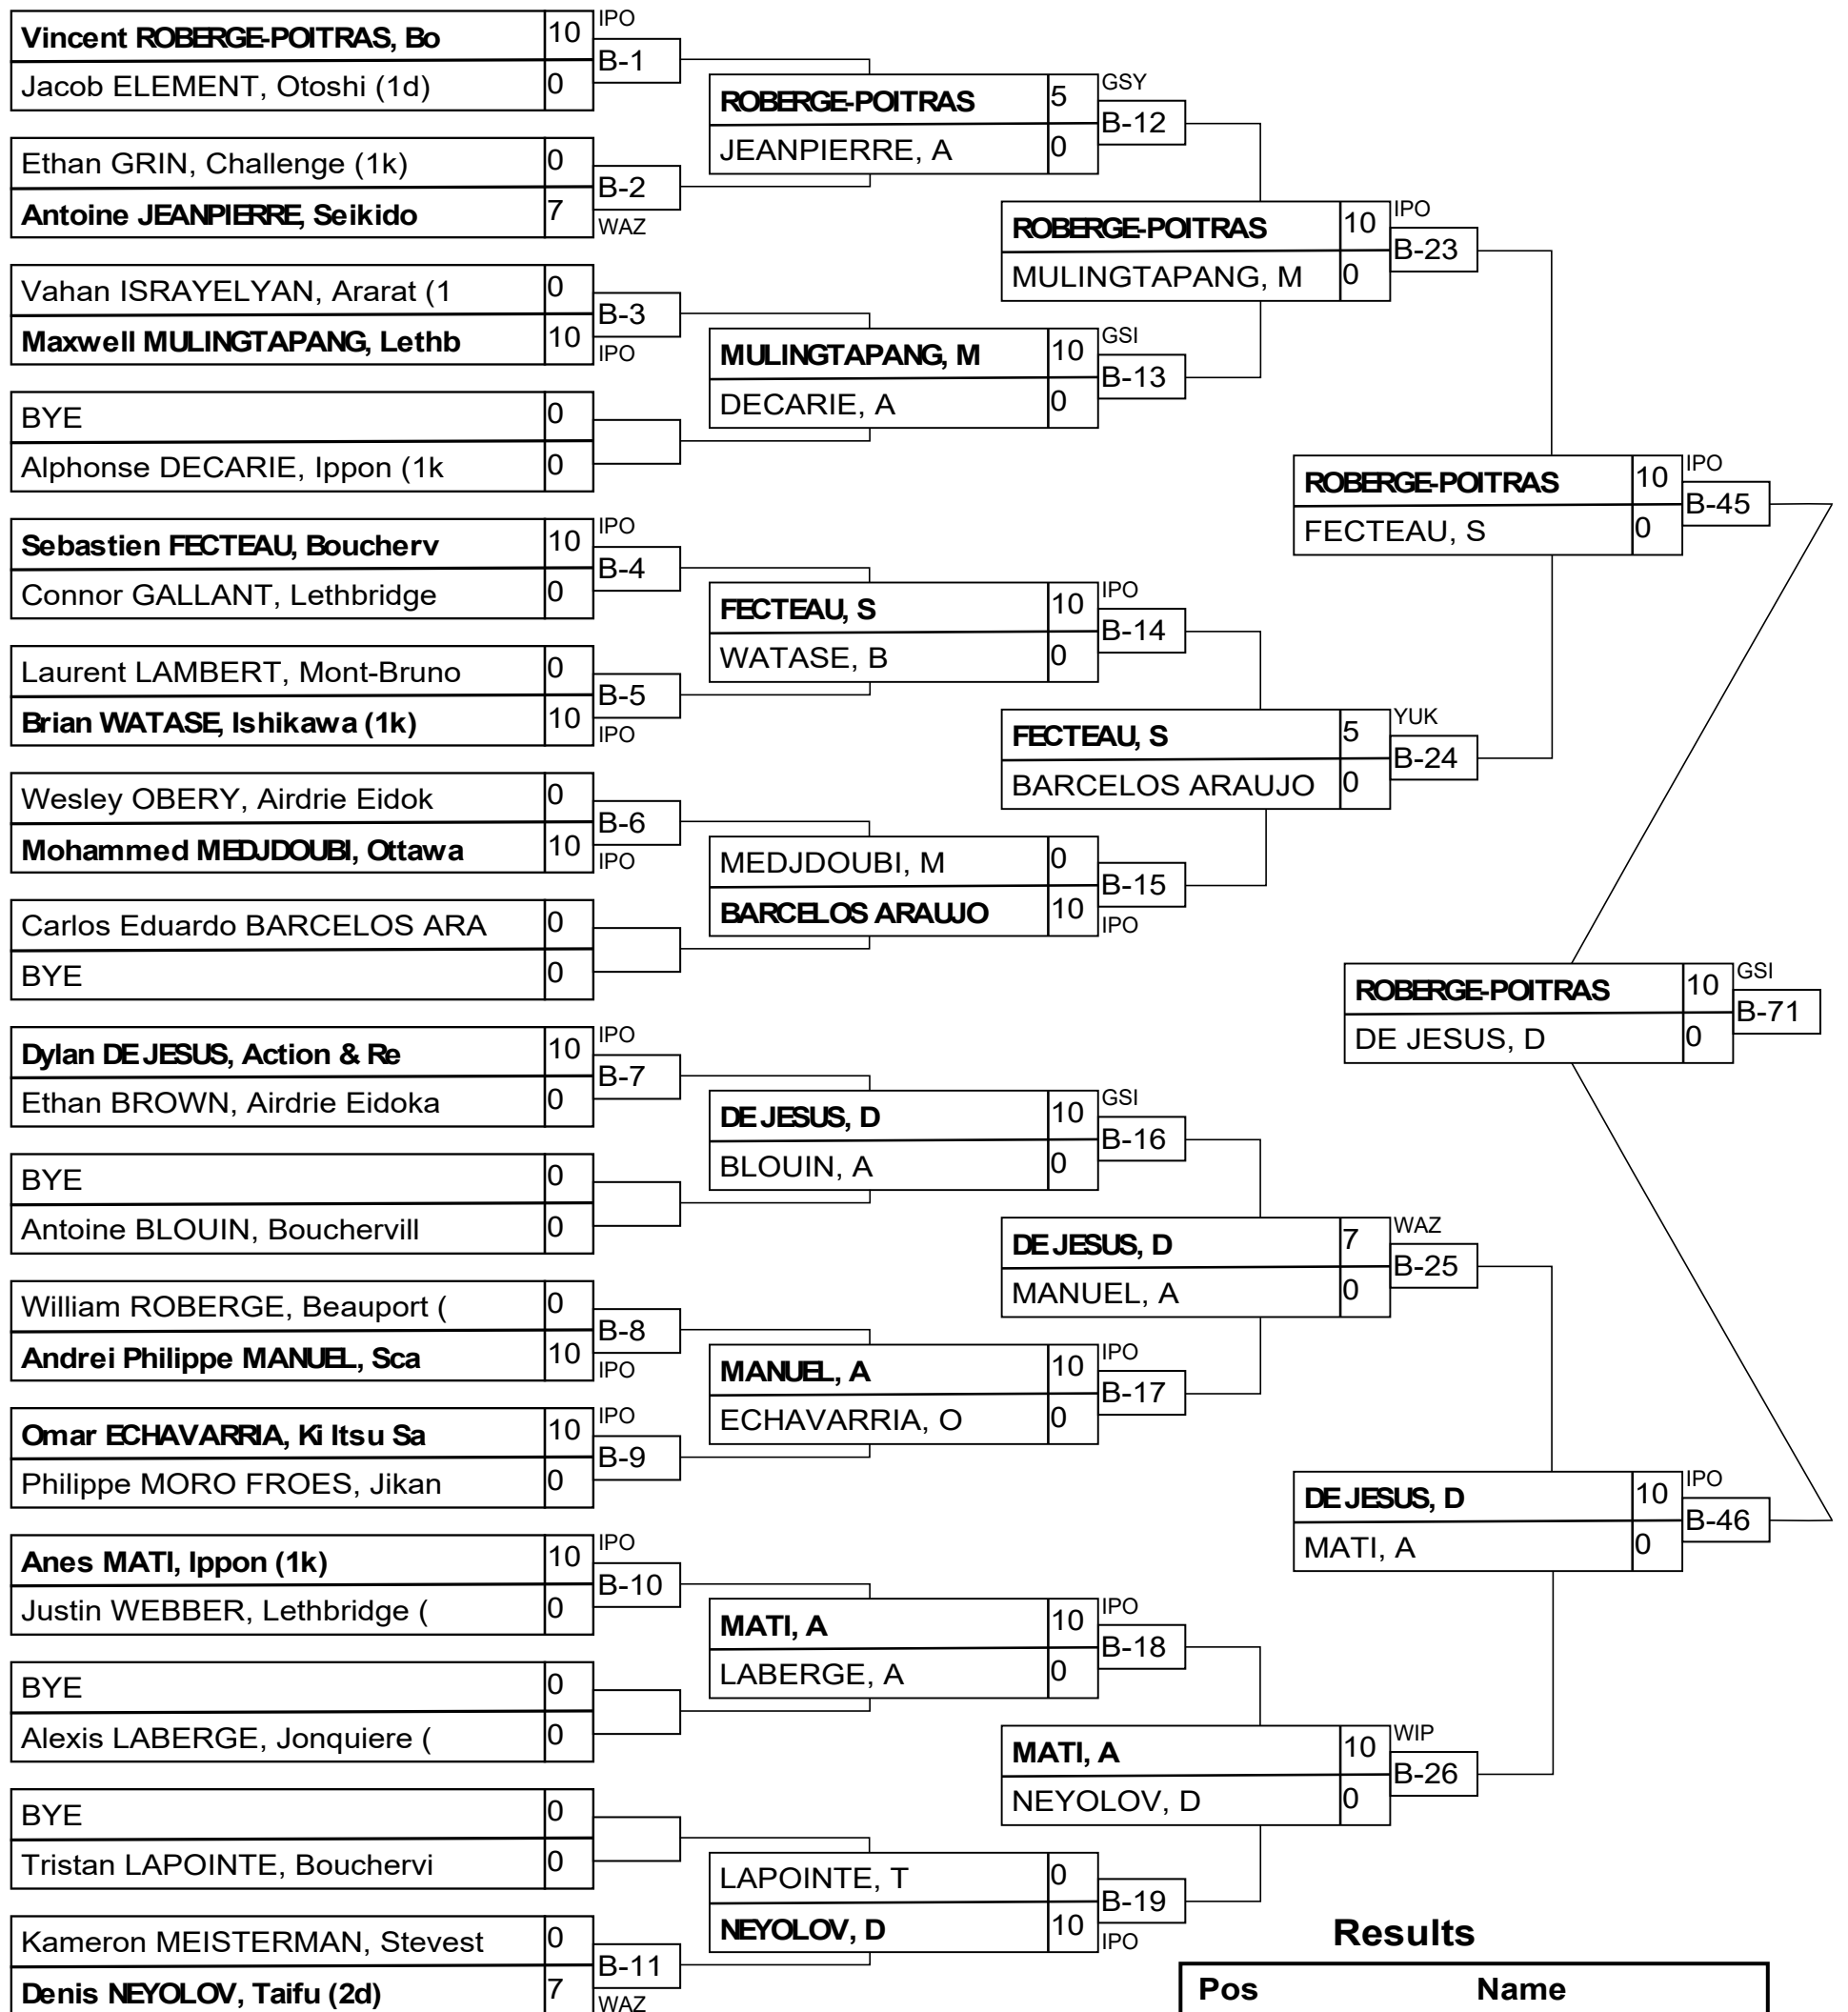 Vincent ROBERGE-POITRAS, Bo 10 IPO
B-1
Jacob ELEMENT, Otoshi (1d) 0
Ethan GRIN, Challenge (1k) 0
B-2
Antoine JEANPIERRE, Seikido 7 WAZ
Vahan ISRAYELYAN, Ararat (1 0
B-3
Maxwell MULINGTAPANG, Lethb 10 IPO
BYE 0
Alphonse DECARIE, Ippon (1k 0
Sebastien FECTEAU, Boucherv 10 IPO
B-4
Connor GALLANT, Lethbridge 0
Laurent LAMBERT, Mont-Bruno 0
B-5
Brian WATASE, Ishikawa (1k) 10 IPO
Wesley OBERY, Airdrie Eidok 0
B-6
Mohammed MEDJDOUBI, Ottawa 10 IPO
Carlos Eduardo BARCELOS ARA 0
BYE 0
Dylan DE JESUS, Action & Re 10 IPO
B-7
Ethan BROWN, Airdrie Eidoka 0
BYE 0
Antoine BLOUIN, Bouchervill 0
William ROBERGE, Beauport ( 0
B-8
Andrei Philippe MANUEL, Sca 10 IPO
Omar ECHAVARRIA, Ki Itsu Sa 10 IPO
B-9
Philippe MORO FROES, Jikan 0
Anes MATI, Ippon (1k) 10 IPO
B-10
Justin WEBBER, Lethbridge ( 0
BYE 0
Alexis LABERGE, Jonquiere ( 0
BYE 0
Tristan LAPOINTE, Bouchervi 0
Kameron MEISTERMAN, Stevest 0
B-11
Denis NEYOLOV, Taifu (2d) 7 WAZ
ROBERGE-POITRAS 5 GSY
B-12
JEANPIERRE, A 0
MULINGTAPANG, M 10 GSI
B-13
DECARIE, A 0
FECTEAU, S 10 IPO
B-14
WATASE, B 0
MEDJDOUBI, M 0
B-15
BARCELOS ARAUJO 10 IPO
DE JESUS, D 10 GSI
B-16
BLOUIN, A 0
MANUEL, A 10 IPO
B-17
ECHAVARRIA, O 0
MATI, A 10 IPO
B-18
LABERGE, A 0
LAPOINTE, T 0
B-19
NEYOLOV, D 10 IPO
ROBERGE-POITRAS 10 IPO
B-23
MULINGTAPANG, M 0
FECTEAU, S 5 YUK
B-24
BARCELOS ARAUJO 0
DE JESUS, D 7 WAZ
B-25
MANUEL, A 0
MATI, A 10 WIP
B-26
NEYOLOV, D 0
ROBERGE-POITRAS 10 IPO
B-45
FECTEAU, S 0
DE JESUS, D 10 IPO
B-46
MATI, A 0
ROBERGE-POITRAS 10 GSI
B-71
DE JESUS, D 0
Results
Pos Name